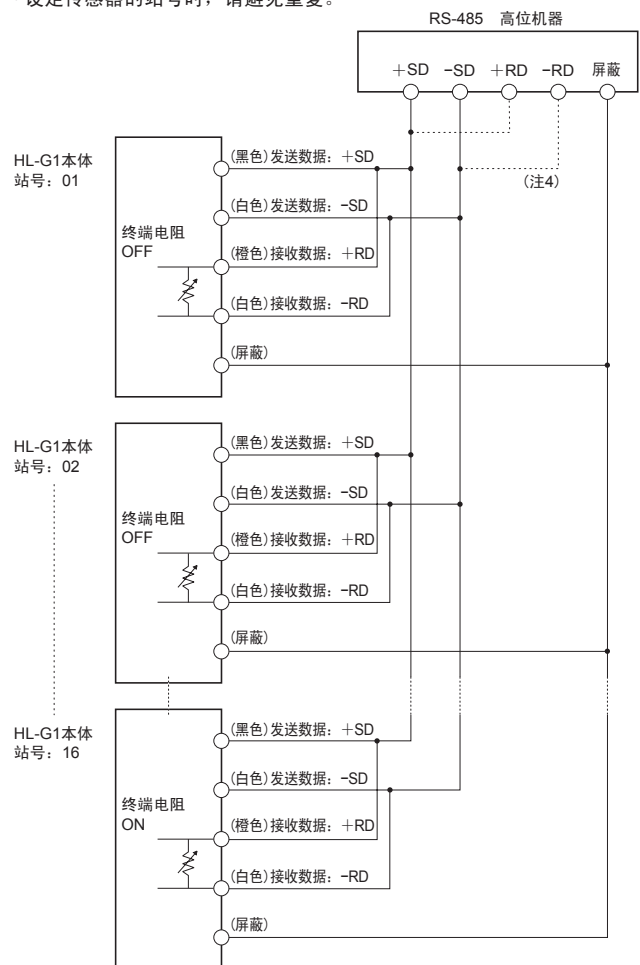 设定传感器的站号时，请避免重复。
RS-485 高位机器
＋SD －SD ＋RD －RD 屏蔽
HL-G1本体
站号：01
(黑色)发送数据：＋SD
(注4)
(白色)发送数据：－SD
终端电阻
OFF
(橙色)接收数据：＋RD
(白色)接收数据：－RD
(屏蔽)
HL-G1本体
站号：02
(黑色)发送数据：＋SD
(白色)发送数据：－SD
终端电阻
OFF
(橙色)接收数据：＋RD
(白色)接收数据：－RD
(屏蔽)
HL-G1本体
站号：16
(黑色)发送数据：＋SD
(白色)发送数据：－SD
终端电阻
ON
(橙色)接收数据：＋RD
(白色)接收数据：－RD
(屏蔽)